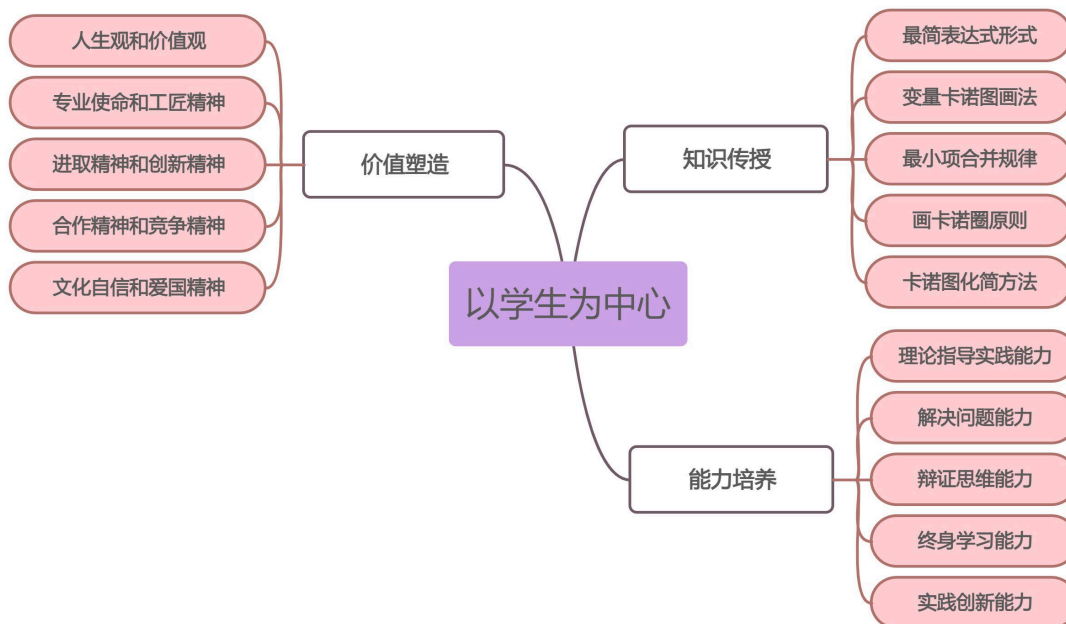 人生观和价值观
专业使命和工匠精神
进取精神和创新精神
合作精神和竞争精神
文化自信和爱国精神
价值塑造
以学生为中心
知识传授
最简表达式形式
变量卡诺图画法
最小项合并规律
画卡诺圈原则
卡诺图化简方法
能力培养
理论指导实践能力
解决问题能力
辩证思维能力
终身学习能力
实践创新能力